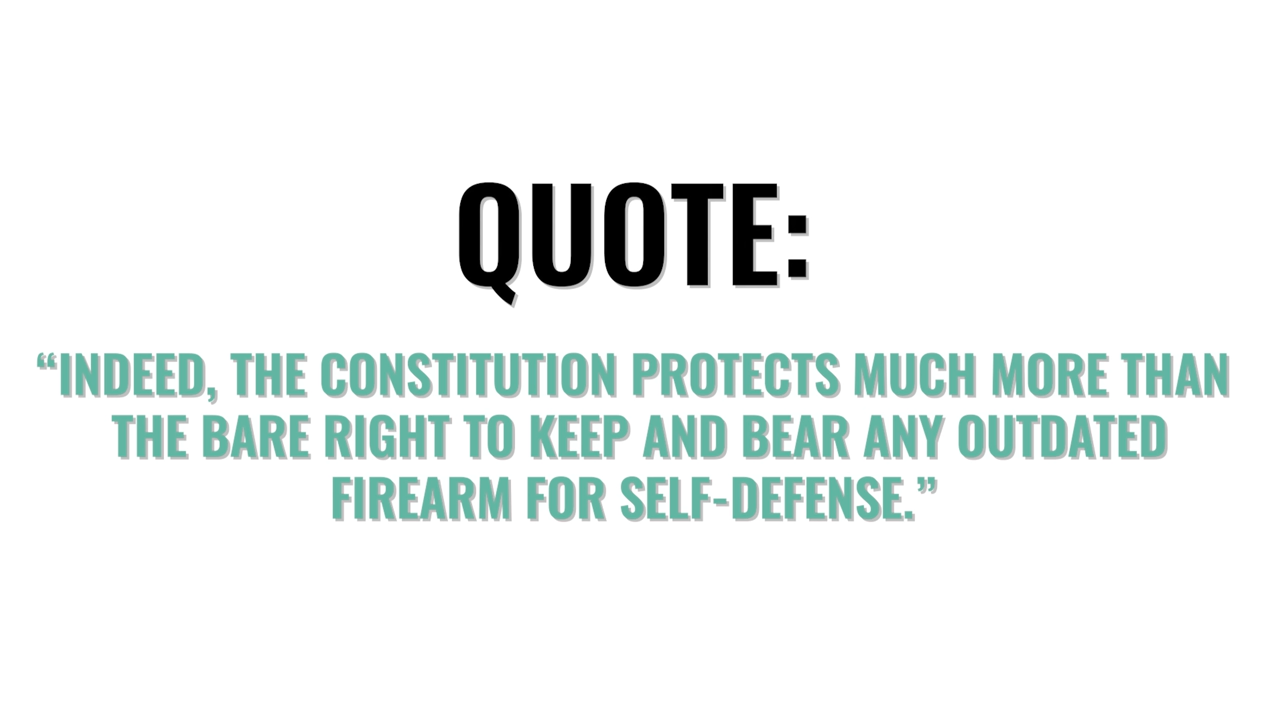 QUOTE:
“INDEED, THE CONSTITUTION PROTECTS MUCH MORE THAN
THE BARE RIGHT TO KEEP AND BEAR ANY OUTDATED
FIREARM FOR SELF-DEFENSE.”